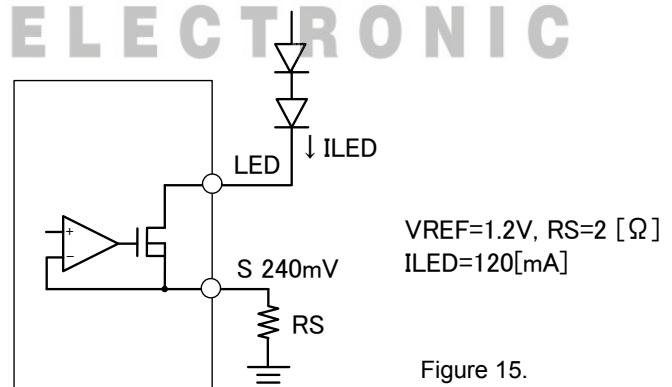 ELECTRONIC
↓ ILED
LED
+
−
S 240mV
RS
VREF=1.2V, RS=2 [Ω]
ILED=120[mA]
Figure 15.